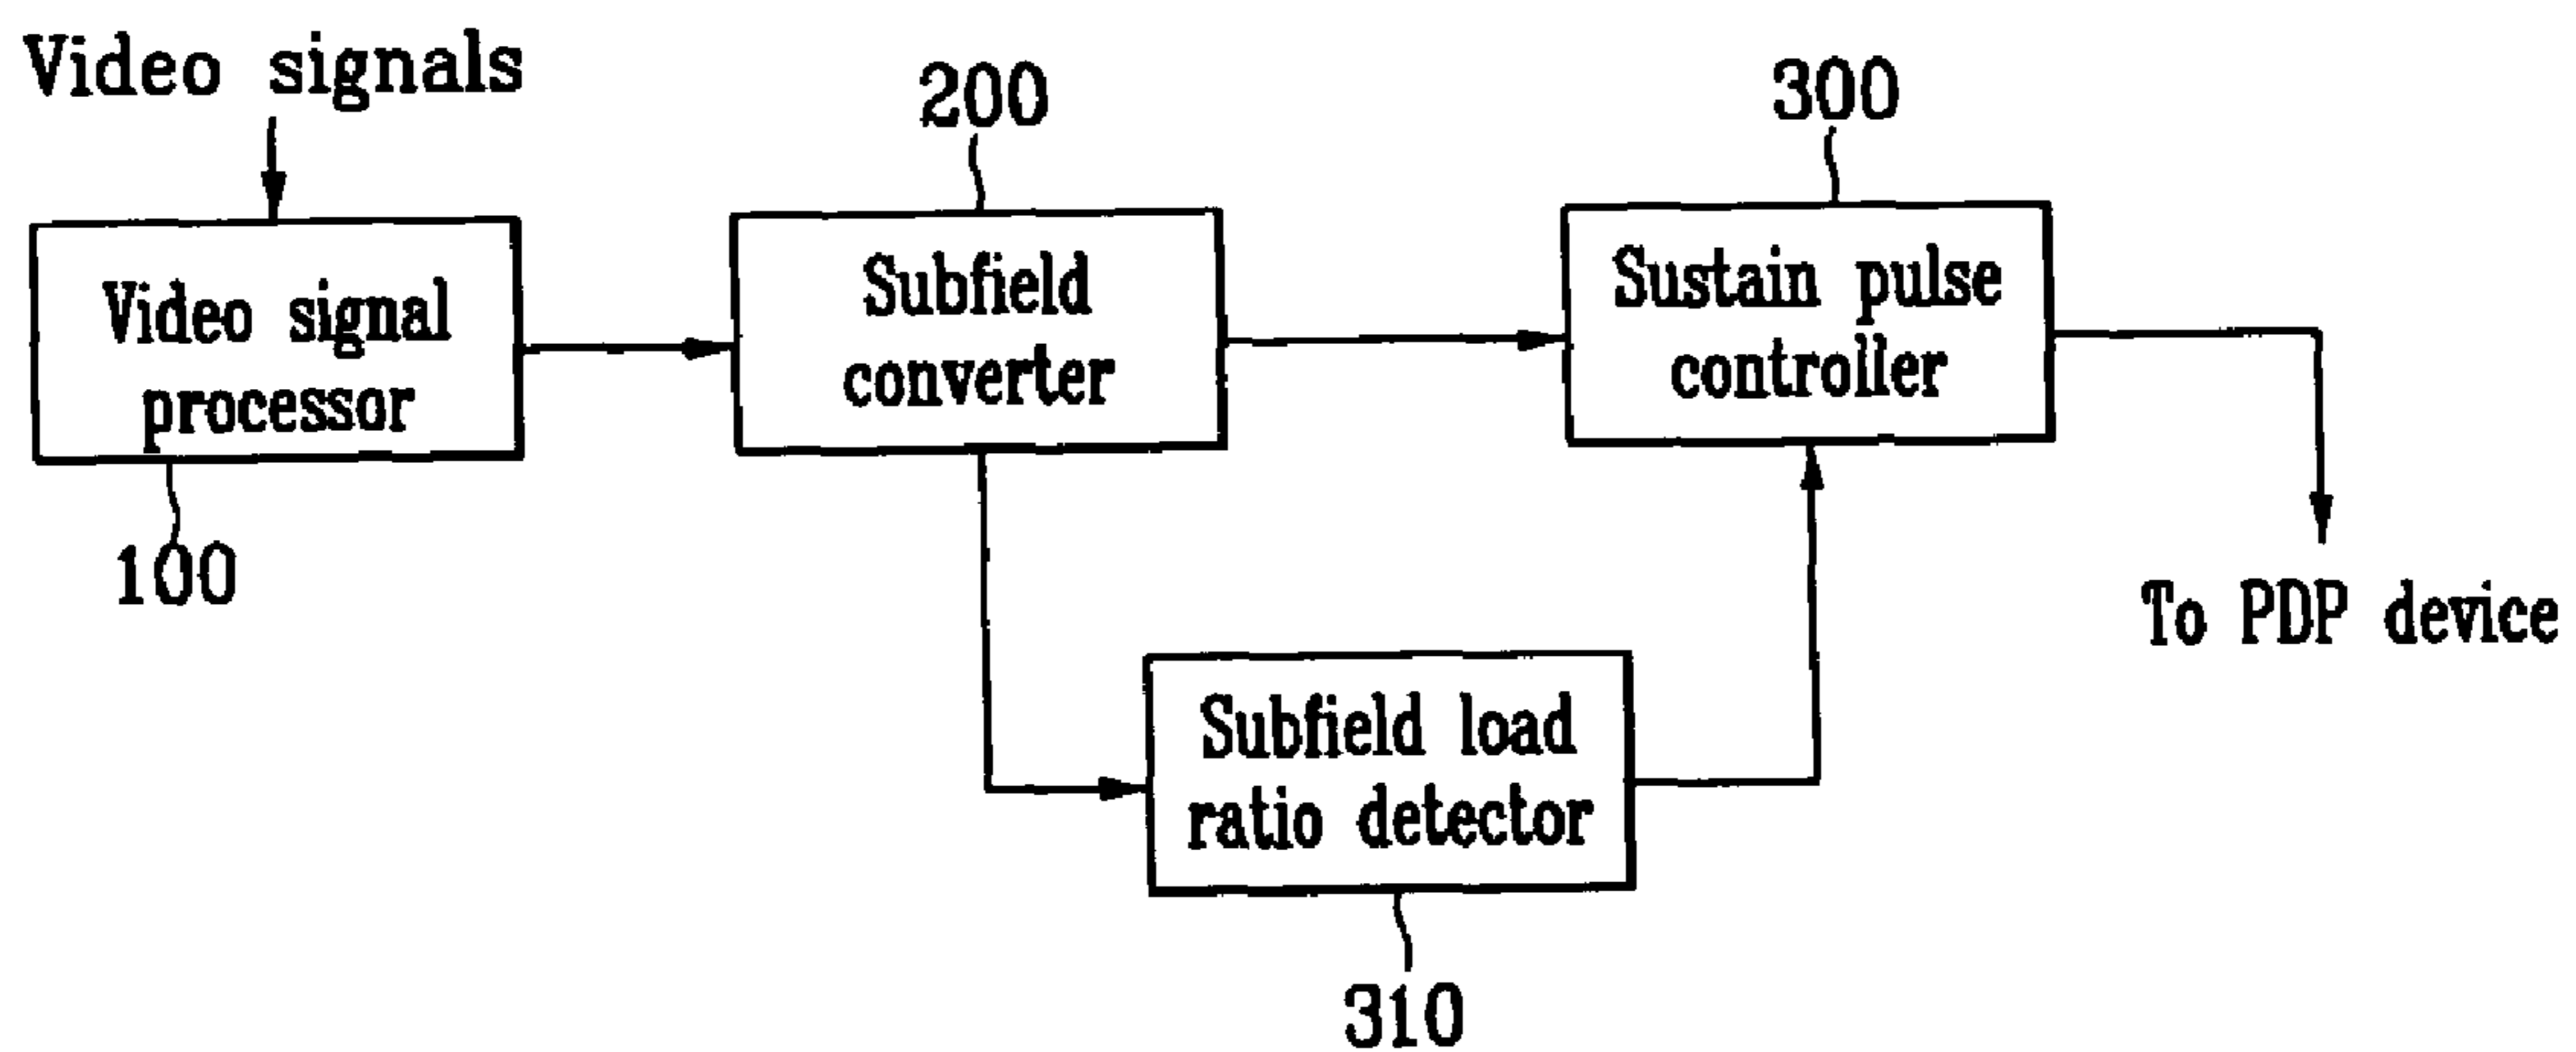 Video signals
200
300
Video signal
processor
Subfield
converter
Sustain pulse
controller
100
To PDP device
Subfield load
ratio detector
310